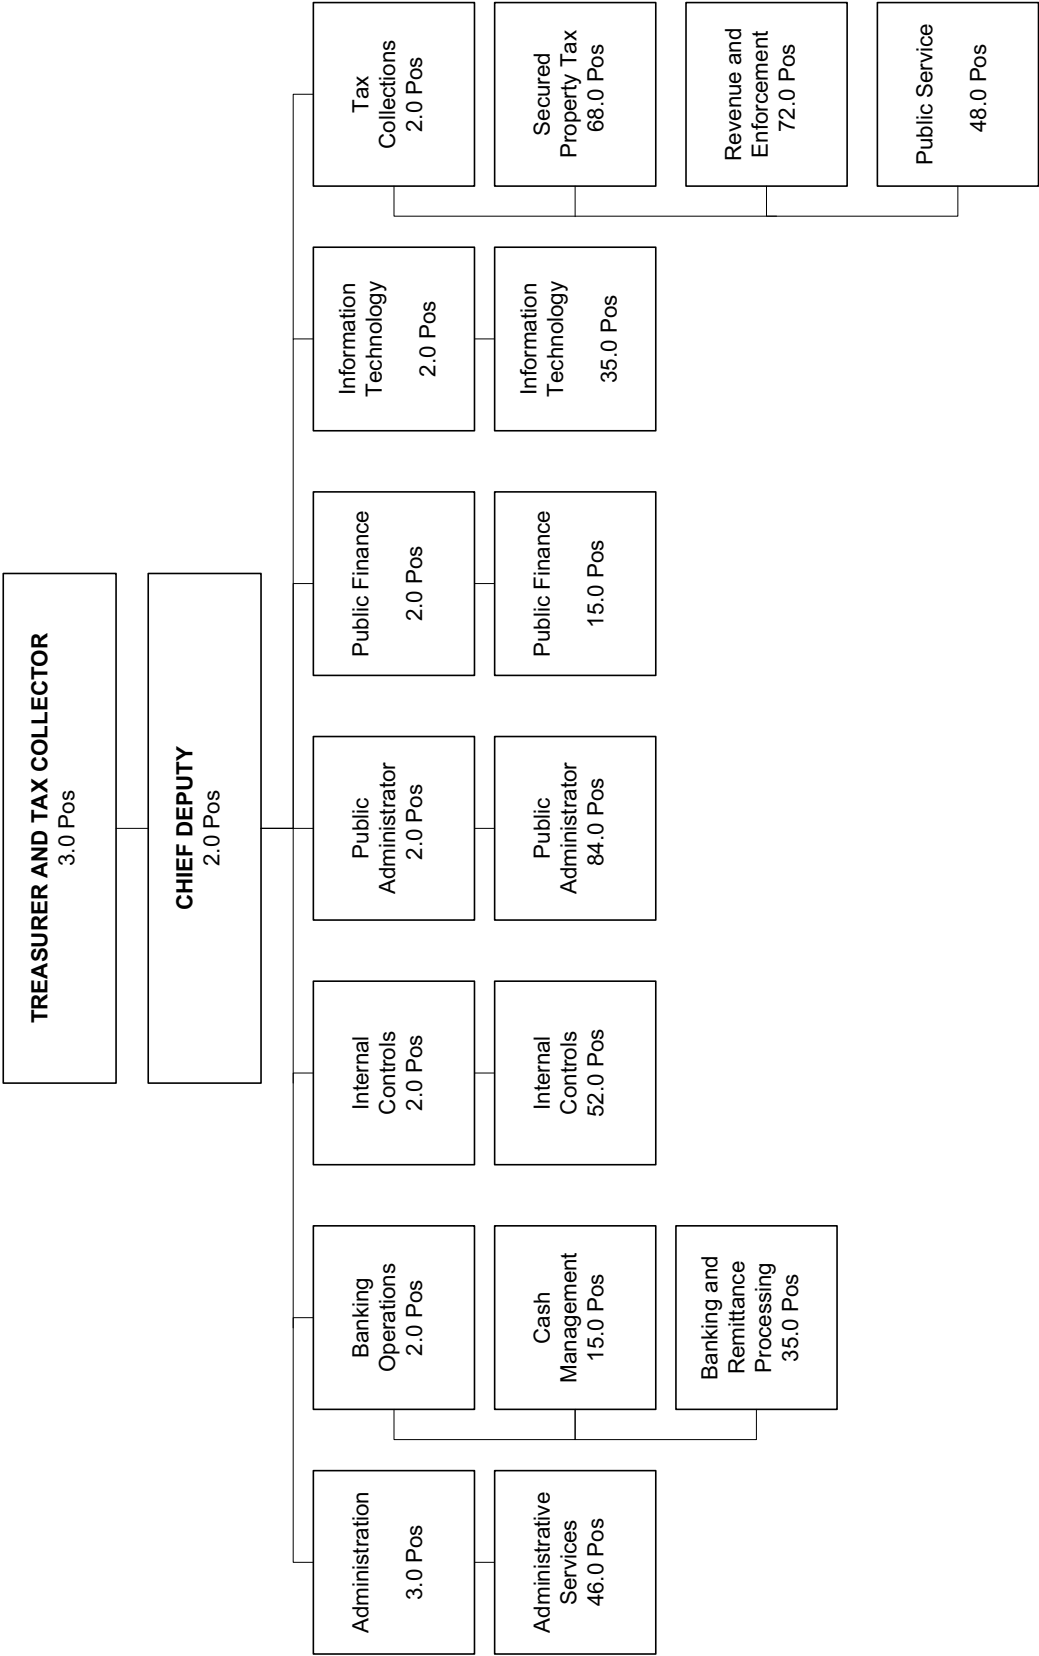 TREASURER AND TAX COLLECTOR
3.0 Pos
CHIEF DEPUTY
2.0 Pos
Administration
3.0 Pos
Administrative
Services
46.0 Pos
Banking
Operations
2.0 Pos
Cash
Management
15.0 Pos
Banking and
Remittance
Processing
35.0 Pos
Internal
Controls
2.0 Pos
Internal
Controls
52.0 Pos
Public
Administrator
2.0 Pos
Public
Administrator
84.0 Pos
Public Finance
2.0 Pos
Public Finance
15.0 Pos
Information
Technology
2.0 Pos
Information
Technology
35.0 Pos
Tax
Collections
2.0 Pos
Secured
Property Tax
68.0 Pos
Revenue and
Enforcement
72.0 Pos
Public Service
48.0 Pos